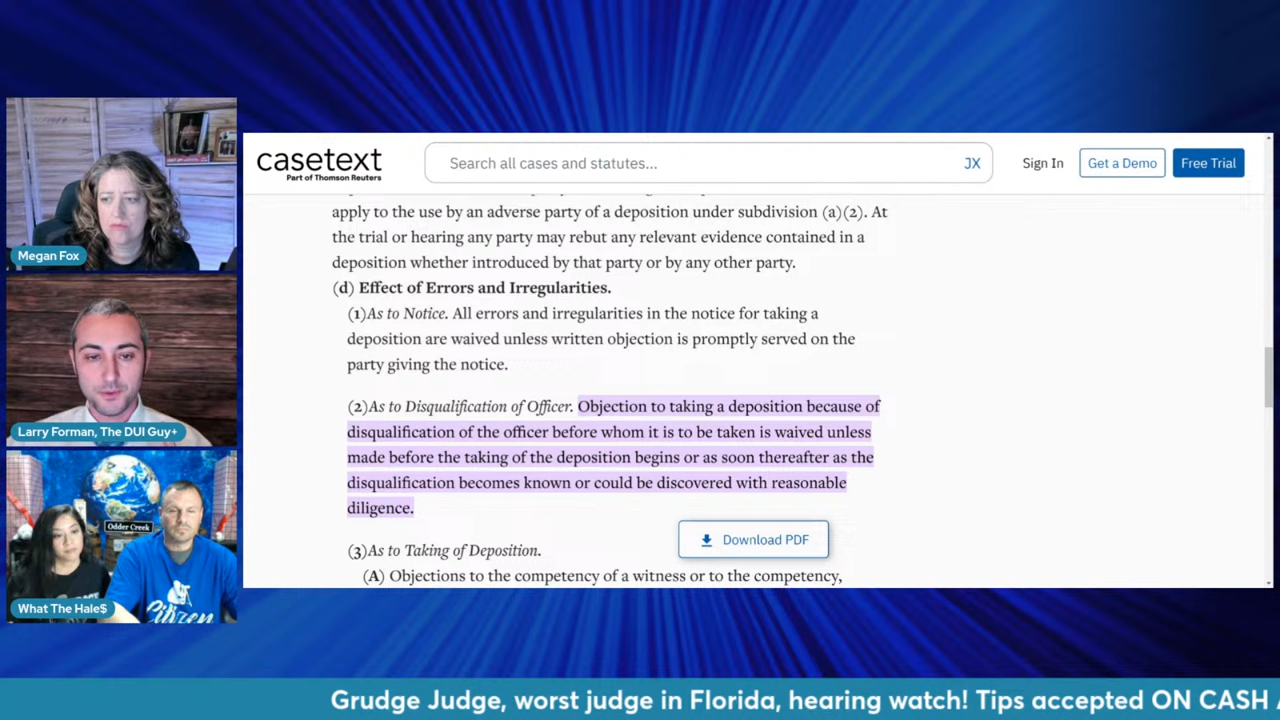 casetext
Part of Thomson Reuters
Search all cases and statutes...
JX
Sign In
Get a Demo
Free Trial
apply to the use by an adverse party of a deposition under subdivision (a)(2). At
the trial or hearing any party may rebut any relevant evidence contained in a
deposition whether introduced by that party or by any other party.
(d) Effect of Errors and Irregularities.
(1)As to Notice. All errors and irregularities in the notice for taking a
deposition are waived unless written objection is promptly served on the
party giving the notice.
(2)As to Disqualification of Officer. Objection to taking a deposition because of
disqualification of the officer before whom it is to be taken is waived unless
made before the taking of the deposition begins or as soon thereafter as the
disqualification becomes known or could be discovered with reasonable
diligence.
Download PDF
(3)As to Taking of Deposition.
(A) Objections to the competency of a witness or to the competency,
Megan Fox
Larry Forman, The DUI Guy+
Odder Creek
Citizen
What The Hale$
Grudge Judge, worst judge in Florida, hearing watch! Tips accepted ON CASH